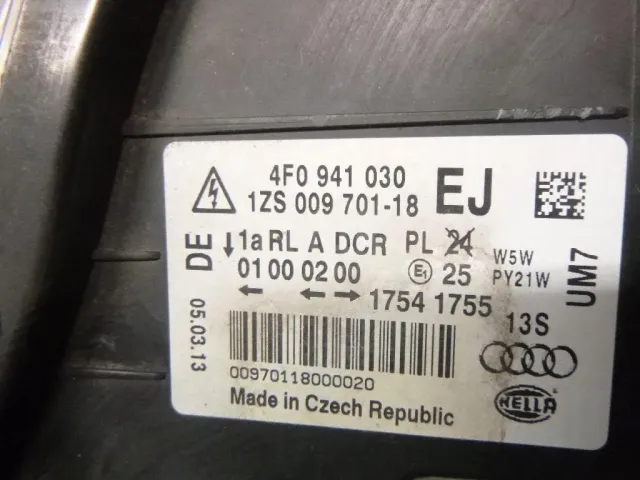 4F0 941 030 EJ
1ZS 009 701-18
DE
↓1a RL A DCR PL 24 W5W
01 00 02 00 E1 25 PY21W
← ← → 1754 1755
UM7
05.03.13
13S
00970118000020
HELLA
Made in Czech Republic